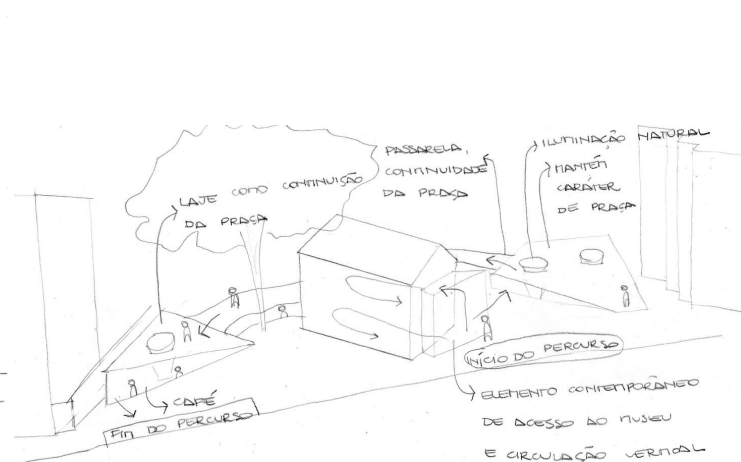 LAJE COMO CONTINUIÇÃO
DA PRAÇA
PASSARELA,
CONTINUIDADE
DA PRAÇA
ILUMINAÇÃO NATURAL
MANTÉM
CARÁTER
DE PRAÇA
INÍCIO DO PERCURSO
ELEMENTO CONTEMPORÂNEO
DE ACESSO AO MUSEU
E CIRCULAÇÃO VERTICAL
CAFÉ
FIM DO PERCURSO